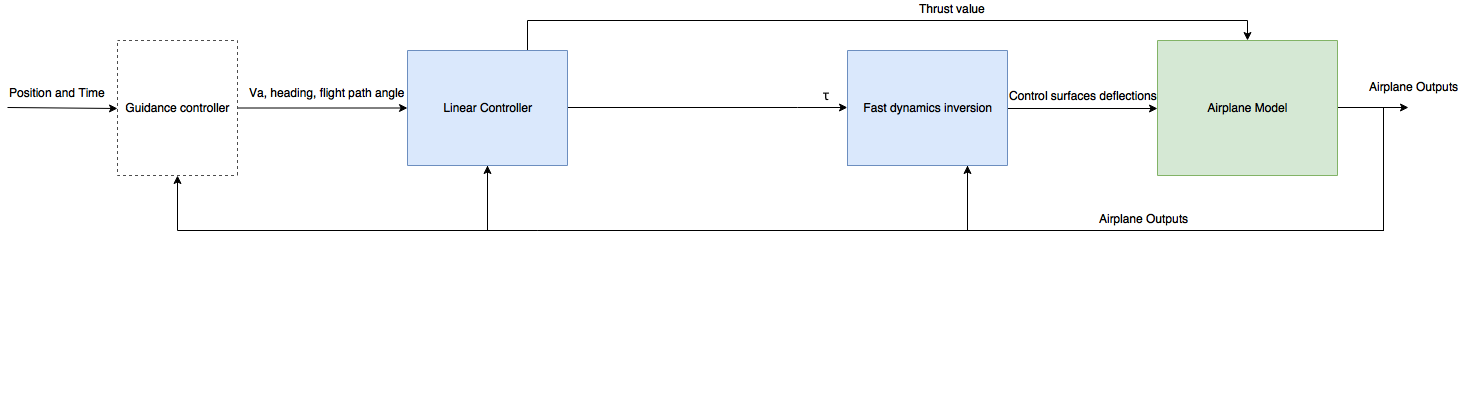 Thrust value
Position and Time
Guidance controller
Va, heading, flight path angle
Linear Controller
τ
Fast dynamics inversion
Control surfaces deflections
Airplane Model
Airplane Outputs
Airplane Outputs